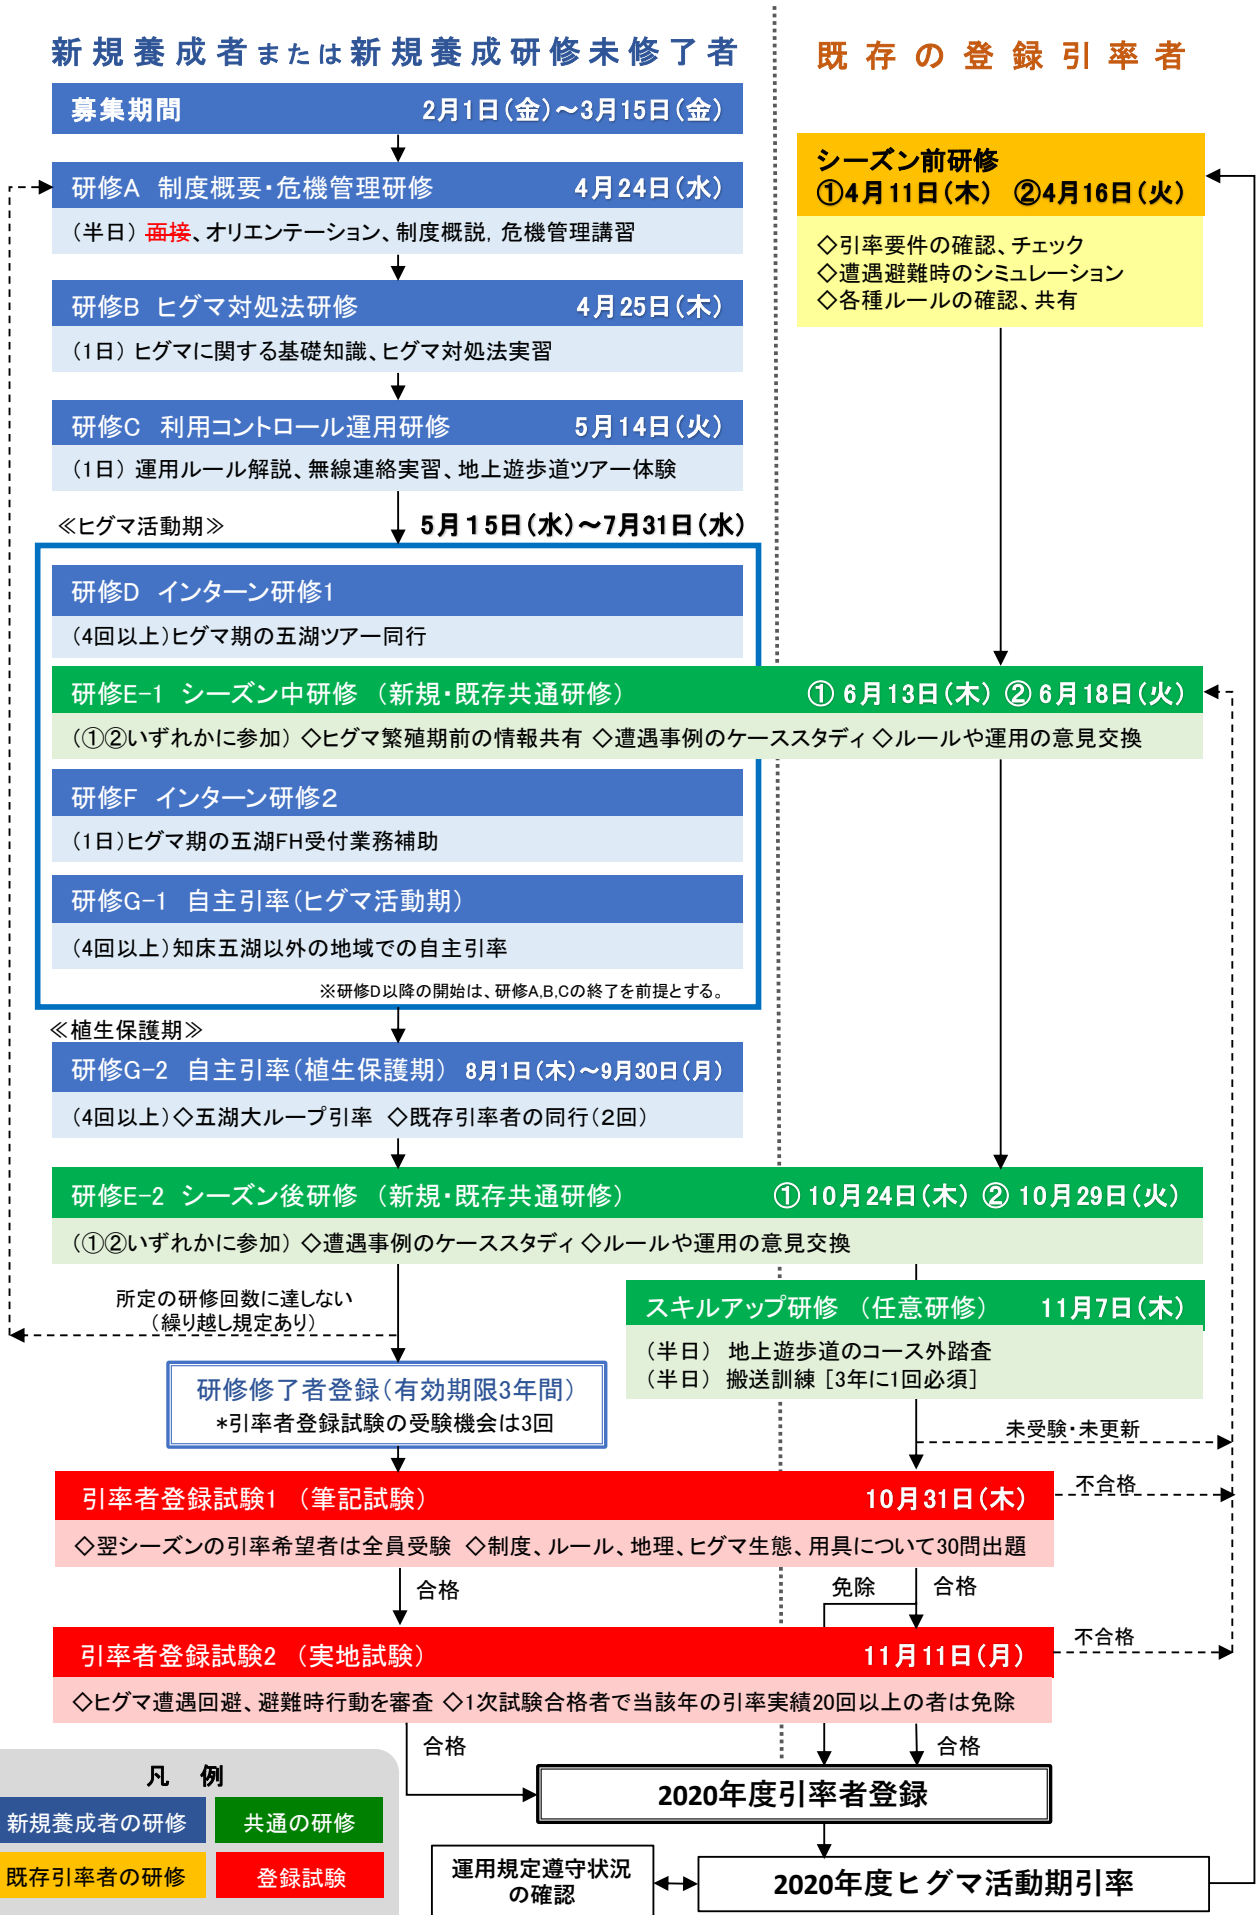 新規養成者または新規養成研修未修了者
既存の登録引率者
募集期間 2月1日(金)～3月15日(金)
研修A 制度概要・危機管理研修 4月24日(水)
(半日) 面接、オリエンテーション、制度概説, 危機管理講習
研修B ヒグマ対処法研修 4月25日(木)
(1日) ヒグマに関する基礎知識、ヒグマ対処法実習
研修C 利用コントロール運用研修 5月14日(火)
(1日) 運用ルール解説、無線連絡実習、地上遊歩道ツアー体験
シーズン前研修
①4月11日(木) ②4月16日(火)
◇引率要件の確認、チェック
◇遭遇避難時のシミュレーション
◇各種ルールの確認、共有
≪ヒグマ活動期≫ 5月15日(水)～7月31日(水)
研修D インターン研修1
(4回以上)ヒグマ期の五湖ツアー同行
研修E-1 シーズン中研修 (新規・既存共通研修) ① 6月13日(木) ② 6月18日(火)
(①②いずれかに参加) ◇ヒグマ繁殖期前の情報共有 ◇遭遇事例のケーススタディ ◇ルールや運用の意見交換
研修F インターン研修2
(1日)ヒグマ期の五湖FH受付業務補助
研修G-1 自主引率(ヒグマ活動期)
(4回以上)知床五湖以外の地域での自主引率
※研修D以降の開始は、研修A,B,Cの終了を前提とする。
≪植生保護期≫
研修G-2 自主引率(植生保護期) 8月1日(木)～9月30日(月)
(4回以上)◇五湖大ループ引率 ◇既存引率者の同行(2回)
研修E-2 シーズン後研修 (新規・既存共通研修) ① 10月24日(木) ② 10月29日(火)
(①②いずれかに参加) ◇遭遇事例のケーススタディ ◇ルールや運用の意見交換
所定の研修回数に達しない
(繰り越し規定あり)
スキルアップ研修 (任意研修) 11月7日(木)
(半日) 地上遊歩道のコース外踏査
(半日) 搬送訓練 [3年に1回必須]
研修修了者登録(有効期限3年間)
*引率者登録試験の受験機会は3回
未受験・未更新
引率者登録試験1 (筆記試験) 10月31日(木)
不合格
◇翌シーズンの引率希望者は全員受験 ◇制度、ルール、地理、ヒグマ生態、用具について30問出題
合格
免除
合格
引率者登録試験2 (実地試験) 11月11日(月)
不合格
◇ヒグマ遭遇回避、避難時行動を審査 ◇1次試験合格者で当該年の引率実績20回以上の者は免除
合格
合格
2020年度引率者登録
凡 例
新規養成者の研修
共通の研修
既存引率者の研修
登録試験
運用規定遵守状況
の確認
2020年度ヒグマ活動期引率